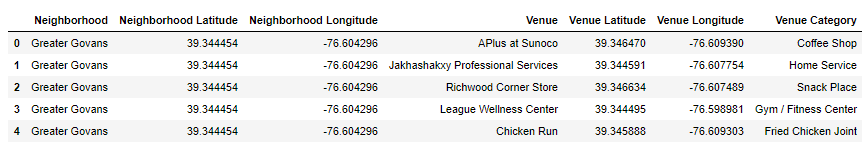 Neighborhood Neighborhood Latitude Neighborhood Longitude Venue Venue Latitude Venue Longitude Venue Category
0 Greater Govans 39.344454 -76.604296 APlus at Sunoco 39.346470 -76.609390 Coffee Shop
1 Greater Govans 39.344454 -76.604296 Jakhashakxy Professional Services 39.344591 -76.607754 Home Service
2 Greater Govans 39.344454 -76.604296 Richwood Corner Store 39.346634 -76.607489 Snack Place
3 Greater Govans 39.344454 -76.604296 League Wellness Center 39.344495 -76.598981 Gym / Fitness Center
4 Greater Govans 39.344454 -76.604296 Chicken Run 39.345888 -76.609303 Fried Chicken Joint